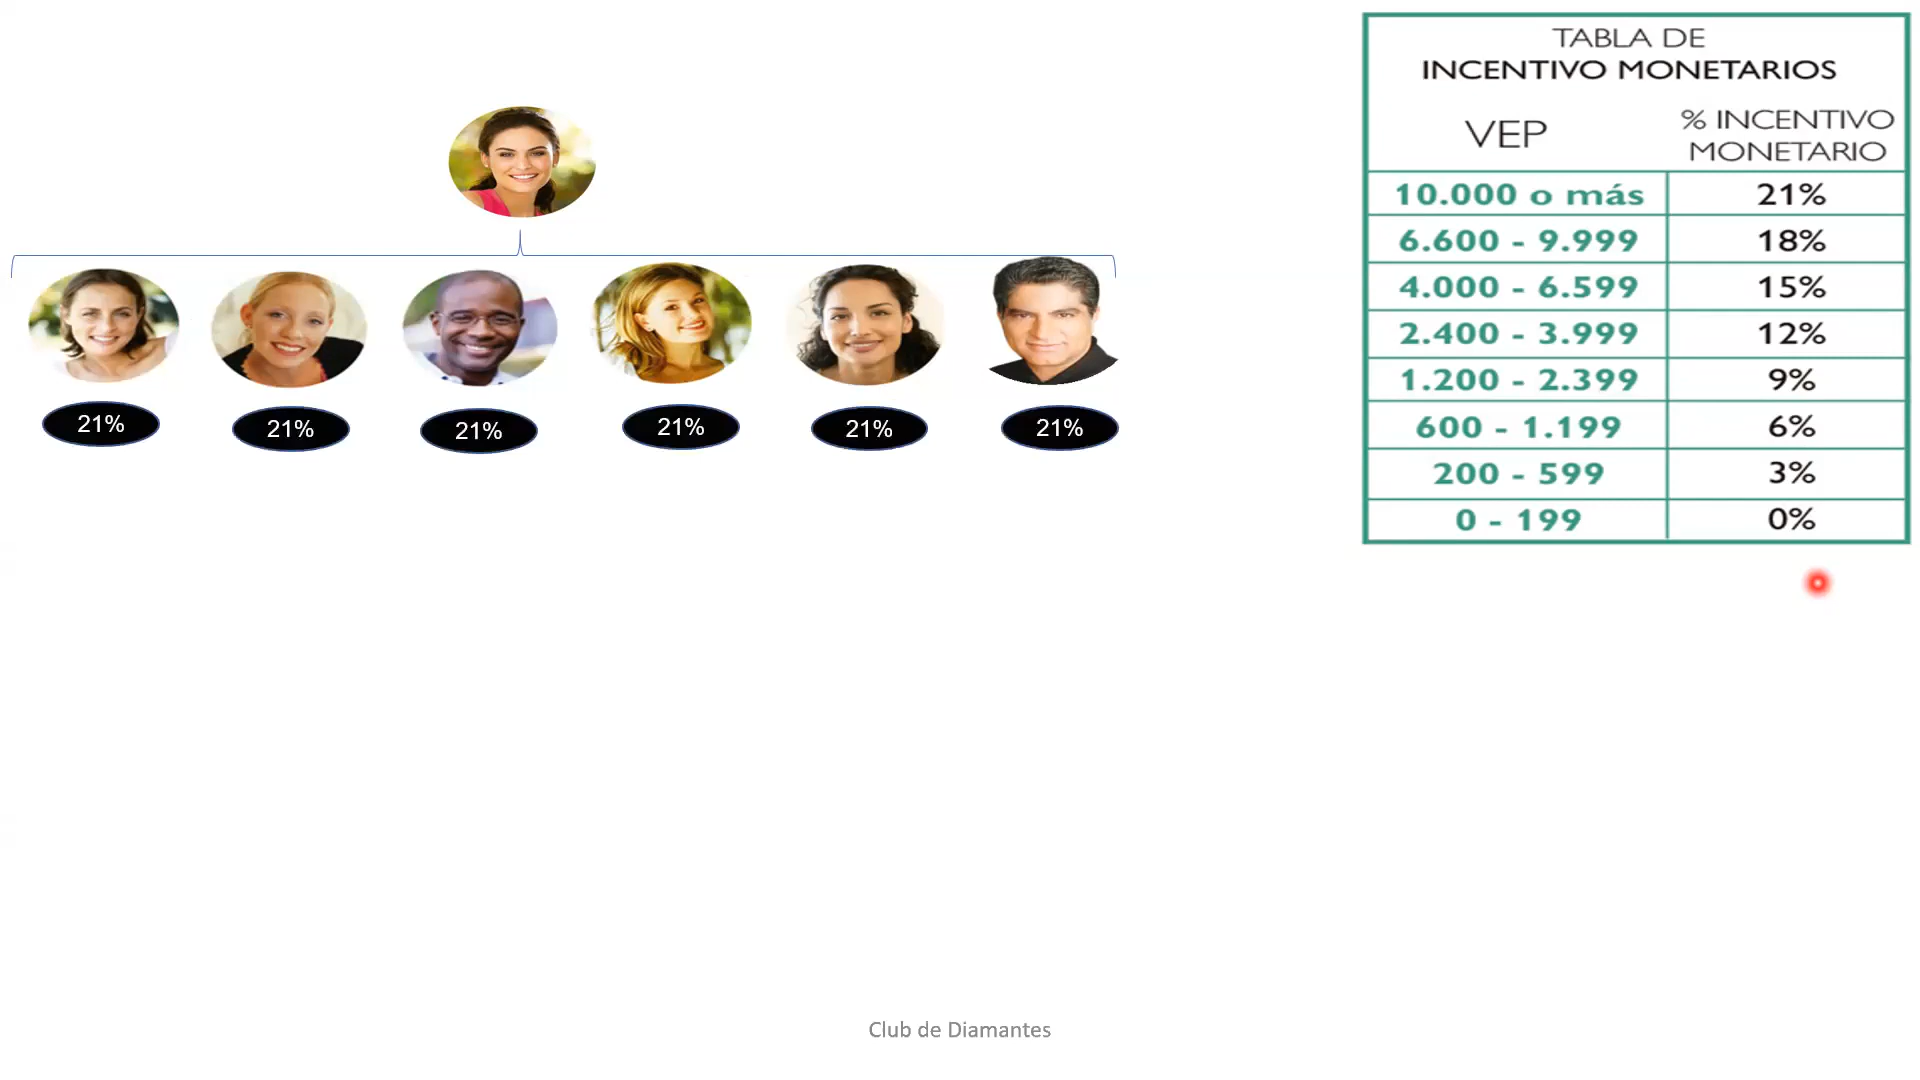 TABLA DE
INCENTIVO MONETARIOS
VEP
% INCENTIVO
MONETARIO
10.000 o más 21%
6.600 - 9.999 18%
4.000 - 6.599 15%
2.400 - 3.999 12%
1.200 - 2.399 9%
600 - 1.199 6%
200 - 599 3%
0 - 199 0%
21% 21% 21% 21% 21% 21%
Club de Diamantes